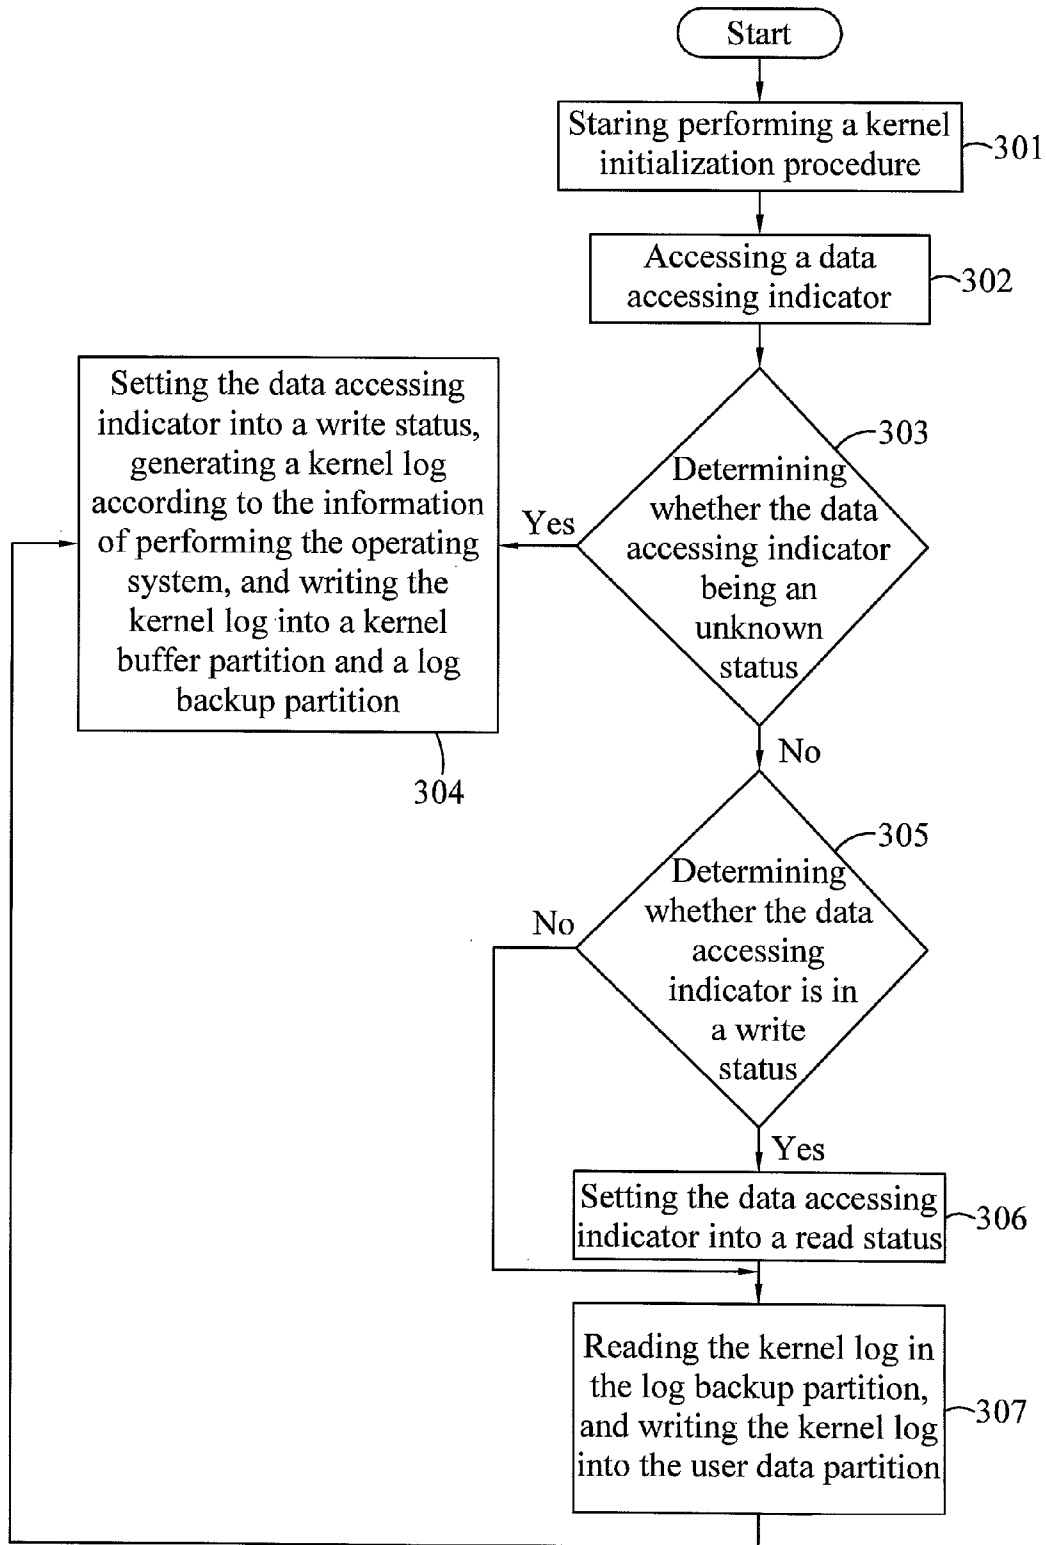 Start
Staring performing a kernel
initialization procedure
301
Accessing a data
accessing indicator
302
303
Determining
whether the data
accessing indicator
being an
unknown
status
Yes
Setting the data accessing
indicator into a write status,
generating a kernel log
according to the information
of performing the operating
system, and writing the
kernel log into a kernel
buffer partition and a log
backup partition
304
No
305
Determining
whether the data
accessing
indicator is in
a write
status
No
Yes
Setting the data accessing
indicator into a read status
306
Reading the kernel log in
the log backup partition,
and writing the kernel log
into the user data partition
307